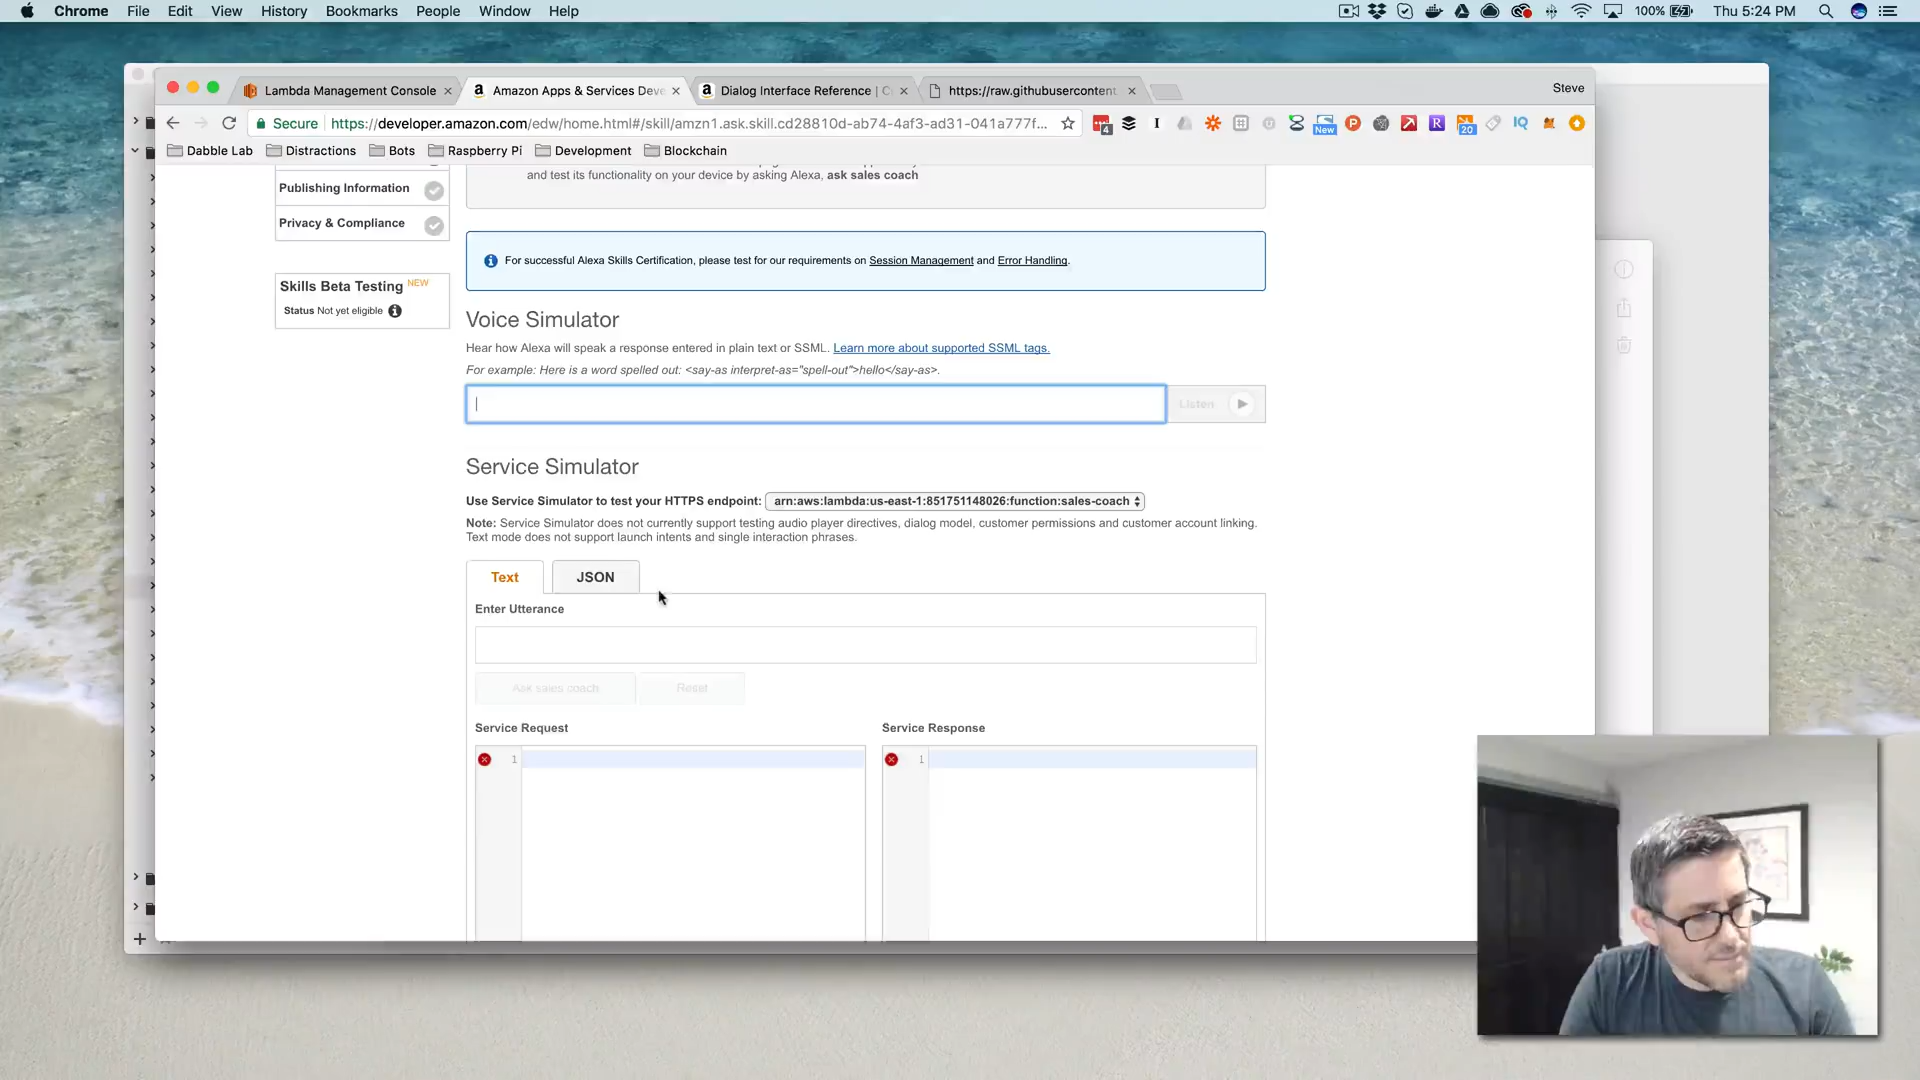 Chrome File Edit View History Bookmarks People Window Help
100% Thu 5:24 PM
Lambda Management Console
Amazon Apps & Services Deve
Dialog Interface Reference | C
https://raw.githubusercontent
Steve
Secure https://developer.amazon.com/edw/home.html#/skill/amzn1.ask.skill.cd28810d-ab74-4af3-ad31-041a777f...
4
New
20
IQ
Dabble Lab Distractions Bots Raspberry Pi Development Blockchain
and test its functionality on your device by asking Alexa, ask sales coach
Publishing Information
Privacy & Compliance
Skills Beta Testing NEW
Status Not yet eligible
For successful Alexa Skills Certification, please test for our requirements on Session Management and Error Handling.
Voice Simulator
Hear how Alexa will speak a response entered in plain text or SSML. Learn more about supported SSML tags.
For example: Here is a word spelled out: <say-as interpret-as="spell-out">hello</say-as>.
Listen
Service Simulator
Use Service Simulator to test your HTTPS endpoint: arn:aws:lambda:us-east-1:851751148026:function:sales-coach
Note: Service Simulator does not currently support testing audio player directives, dialog model, customer permissions and customer account linking.
Text mode does not support launch intents and single interaction phrases.
Text JSON
Enter Utterance
Ask sales coach Reset
Service Request
Service Response
1
1